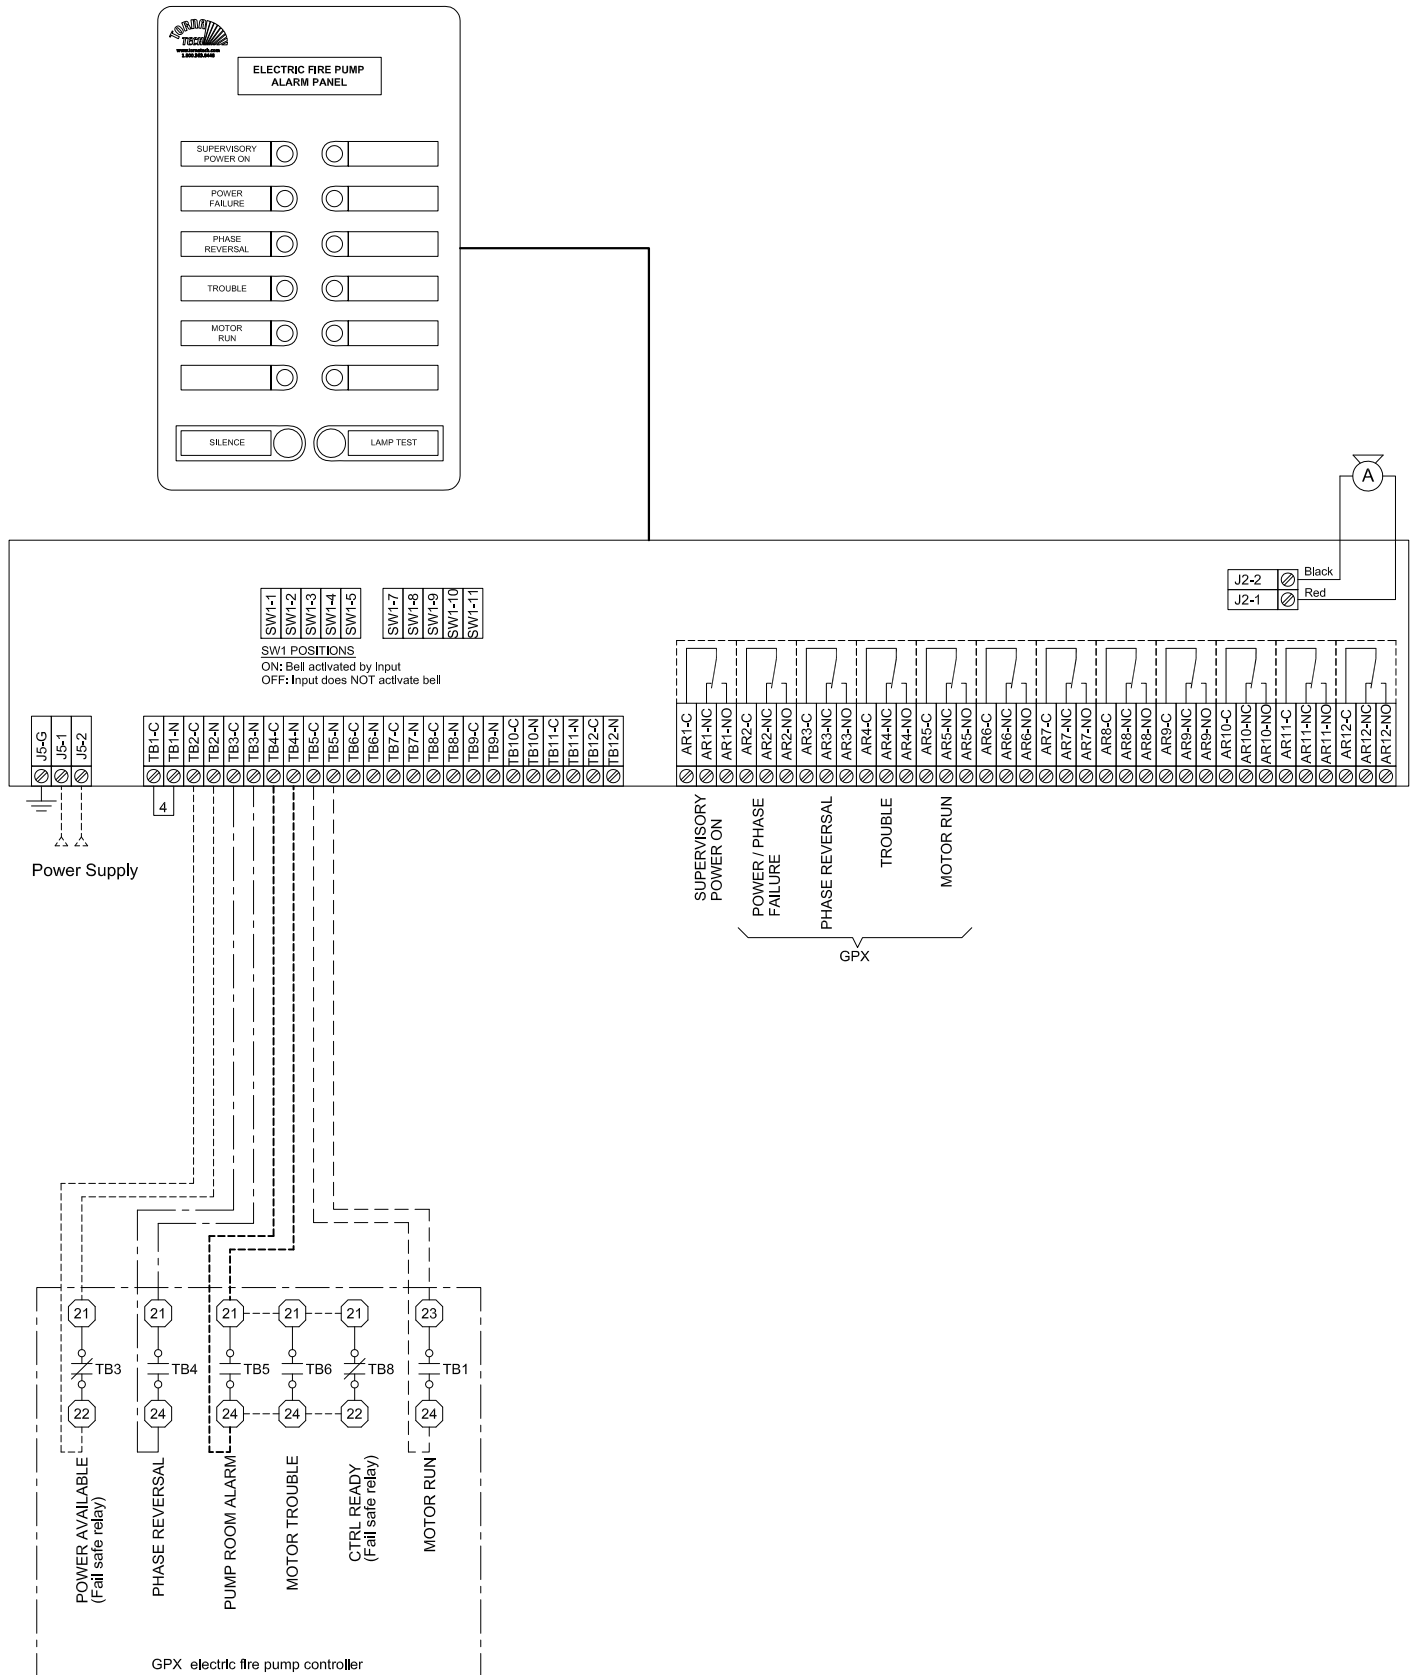 TORNA
TECH
www.tornatech.com
ELECTRIC FIRE PUMP
ALARM PANEL
SUPERVISORY
POWER ON
POWER
FAILURE
PHASE
REVERSAL
TROUBLE
MOTOR
RUN
SILENCE
LAMP TEST
A
J2-2
Black
J2-1
Red
SW1-1
SW1-2
SW1-3
SW1-4
SW1-5
SW1-7
SW1-8
SW1-9
SW1-10
SW1-11
SW1 POSITIONS
ON: Bell activated by Input
OFF: Input does NOT activate bell
J5-G
J5-1
J5-2
TB1-C
TB1-N
TB2-C
TB2-N
TB3-C
TB3-N
TB4-C
TB4-N
TB5-C
TB5-N
TB6-C
TB6-N
TB7-C
TB7-N
TB8-C
TB8-N
TB9-C
TB9-N
TB10-C
TB10-N
TB11-C
TB11-N
TB12-C
TB12-N
AR1-C
AR1-NC
AR1-NO
AR2-C
AR2-NC
AR2-NO
AR3-C
AR3-NC
AR3-NO
AR4-C
AR4-NC
AR4-NO
AR5-C
AR5-NC
AR5-NO
AR6-C
AR6-NC
AR6-NO
AR7-C
AR7-NC
AR7-NO
AR8-C
AR8-NC
AR8-NO
AR9-C
AR9-NC
AR9-NO
AR10-C
AR10-NC
AR10-NO
AR11-C
AR11-NC
AR11-NO
AR12-C
AR12-NC
AR12-NO
4
Power Supply
SUPERVISORY
POWER ON
POWER / PHASE
FAILURE
PHASE REVERSAL
TROUBLE
MOTOR RUN
GPX
21
21
21
21
21
23
TB3
TB4
TB5
TB6
TB8
TB1
22
24
24
24
22
24
POWER AVAILABLE
(Fail safe relay)
PHASE REVERSAL
PUMP ROOM ALARM
MOTOR TROUBLE
CTRL READY
(Fail safe relay)
MOTOR RUN
GPX electric fire pump controller